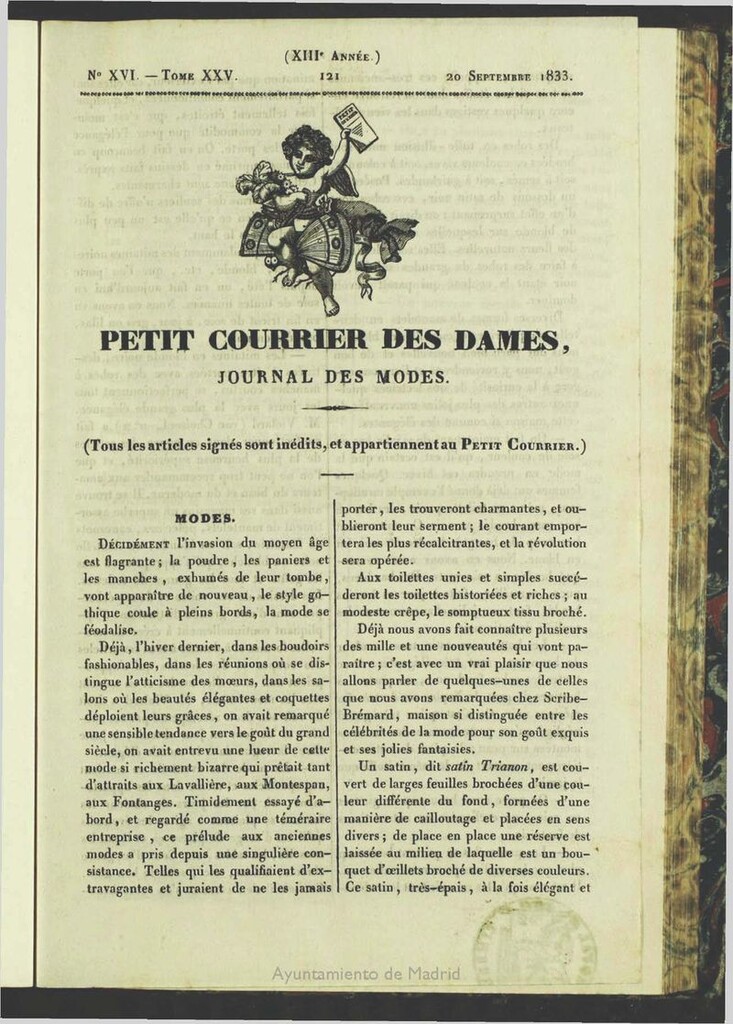 (XIIIe Année.)
No XVI. — Tome XXV. 121 20 Septembre 1833.
PETIT COURRIER DES DAMES,
JOURNAL DES MODES.
(Tous les articles signés sont inédits, et appartiennent au Petit Courrier.)
MODES.
Décidément l'invasion du moyen âge
est flagrante; la poudre, les paniers et
les manches, exhumés de leur tombe,
vont apparaître de nouveau, le style go-
thique coule à pleins bords, la mode se
féodalise.
Déjà, l'hiver dernier, dans les boudoirs
fashionables, dans les réunions où se dis-
tingue l'atticisme des mœurs, dans les sa-
lons où les beautés élégantes et coquettes
déploient leurs grâces, on avait remarqué
une sensible tendance vers le goût du grand
siècle, on avait entrevu une lueur de cette
mode si richement bizarre qui prêtait tant
d'attraits aux Lavallière, aux Montespan,
aux Fontanges. Timidement essayé d'a-
bord, et regardé comme une téméraire
entreprise, ce prélude aux anciennes
modes a pris depuis une singulière con-
sistance. Telles qui les qualifiaient d'ex-
travagantes et juraient de ne les jamais
porter, les trouveront charmantes, et ou-
blieront leur serment; le courant empor-
tera les plus récalcitrantes, et la révolution
sera opérée.
Aux toilettes unies et simples succé-
deront les toilettes historiées et riches; au
modeste crêpe, le somptueux tissu broché.
Déjà nous avons fait connaître plusieurs
des mille et une nouveautés qui vont pa-
raître; c'est avec un vrai plaisir que nous
allons parler de quelques-unes de celles
que nous avons remarquées chez Scribe-
Brémard, maison si distinguée entre les
célébrités de la mode pour son goût exquis
et ses jolies fantaisies.
Un satin, dit satin Trianon, est cou-
vert de larges feuilles brochées d'une cou-
leur différente du fond, formées d'une
manière de cailloutage et placées en sens
divers; de place en place une réserve est
laissée au milieu de laquelle est un bou-
quet d'œillets broché de diverses couleurs.
Ce satin, très-épais, à la fois élégant et
Ayuntamiento de Madrid